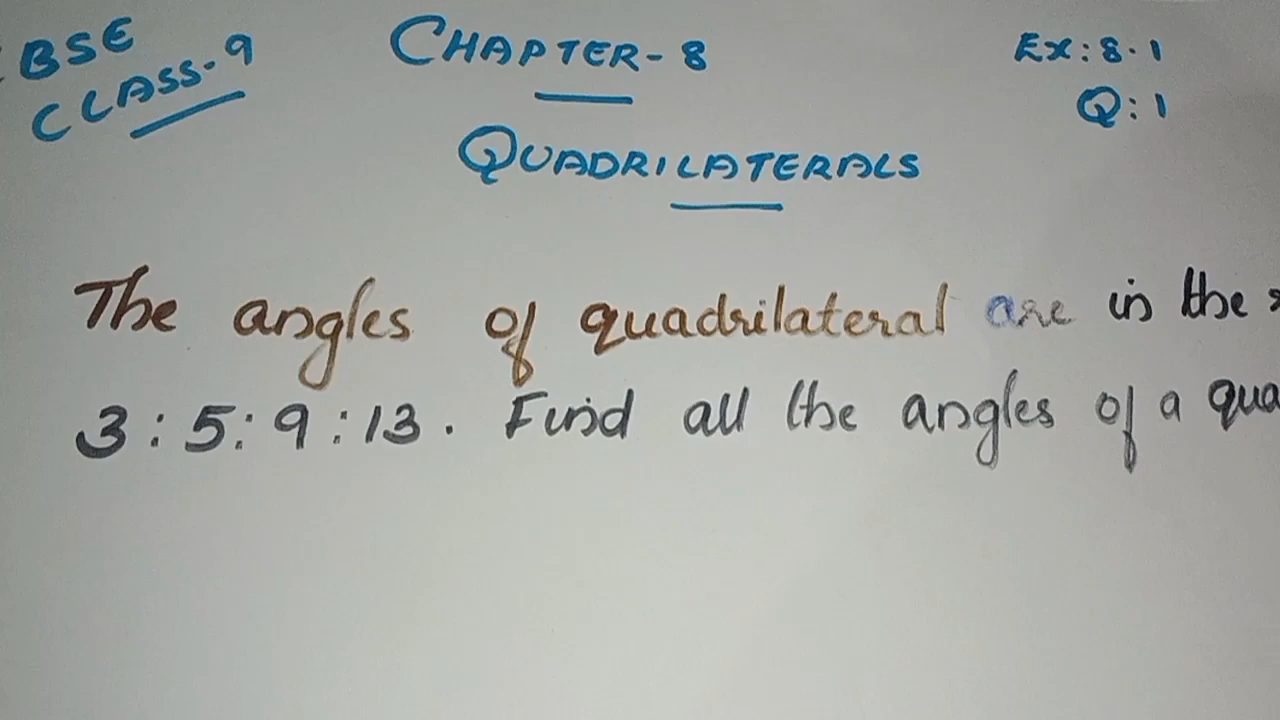 BSE
CLASS-9
CHAPTER-8
Ex: 8.1
Q: 1
QUADRILATERALS
The angles of quadrilateral are in the
3:5:9:13. Find all the angles of a qua